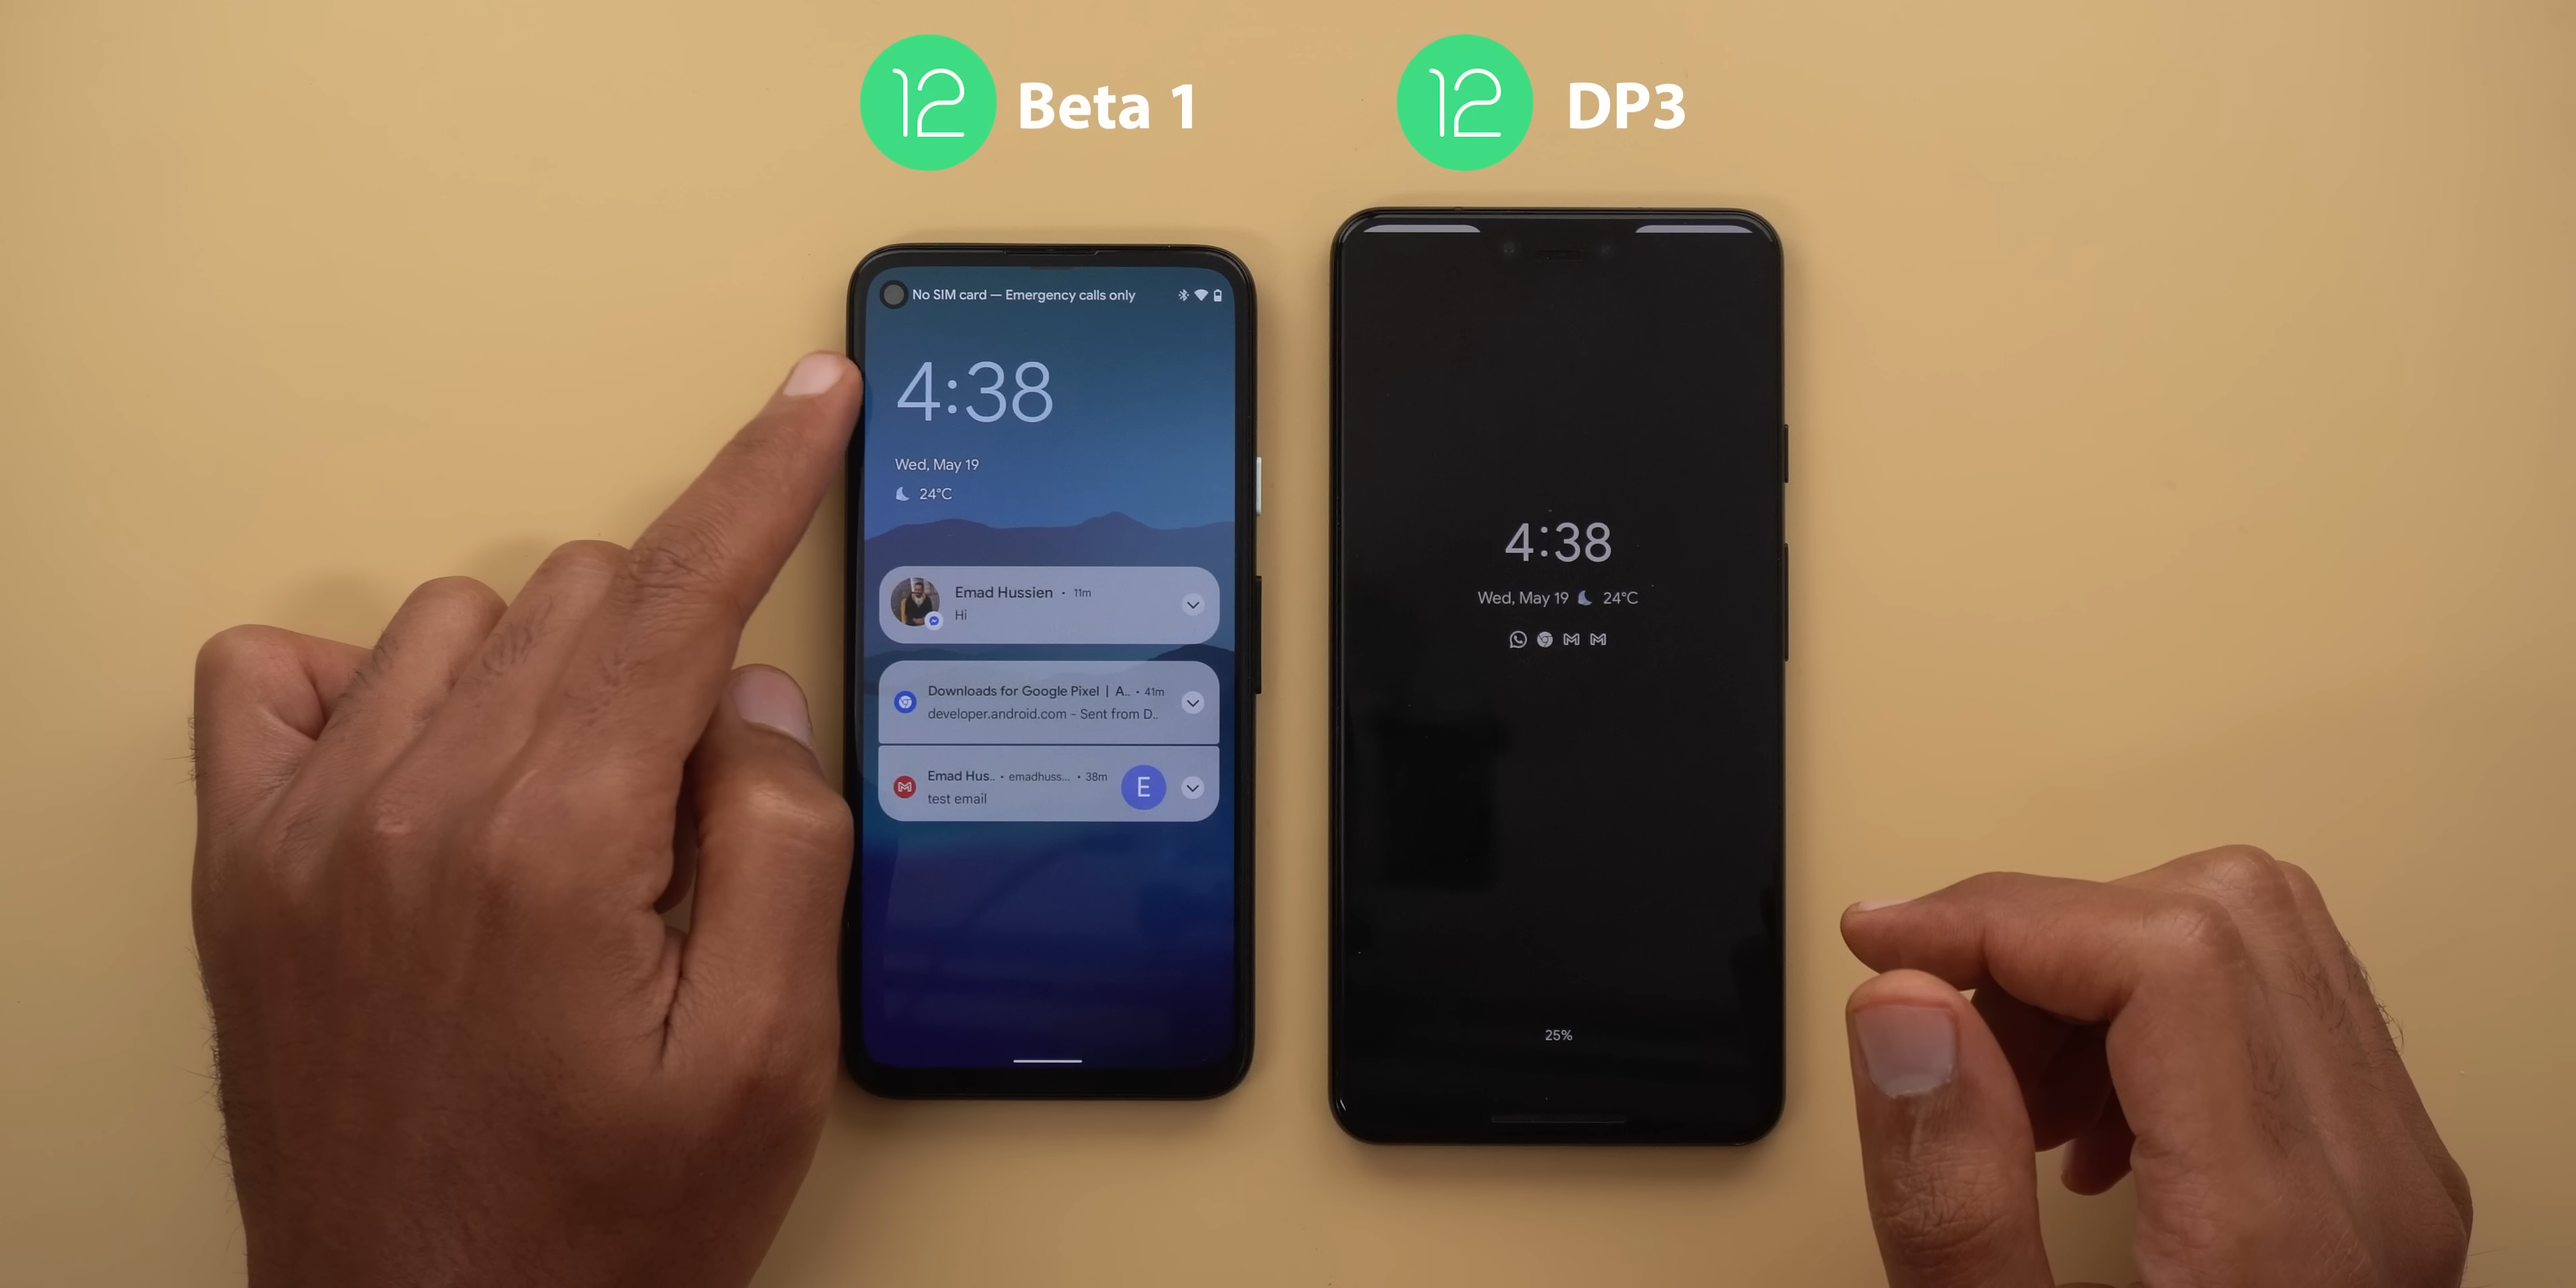 12 Beta 1
12 DP3
No SIM card — Emergency calls only
4:38
Wed, May 19
24°C
Emad Hussien · 11m
Hi
Downloads for Google Pixel | A.. · 41m
developer.android.com - Sent from D..
Emad Hus.. · emadhuss... · 38m
test email
E
4:38
Wed, May 19 24°C
25%